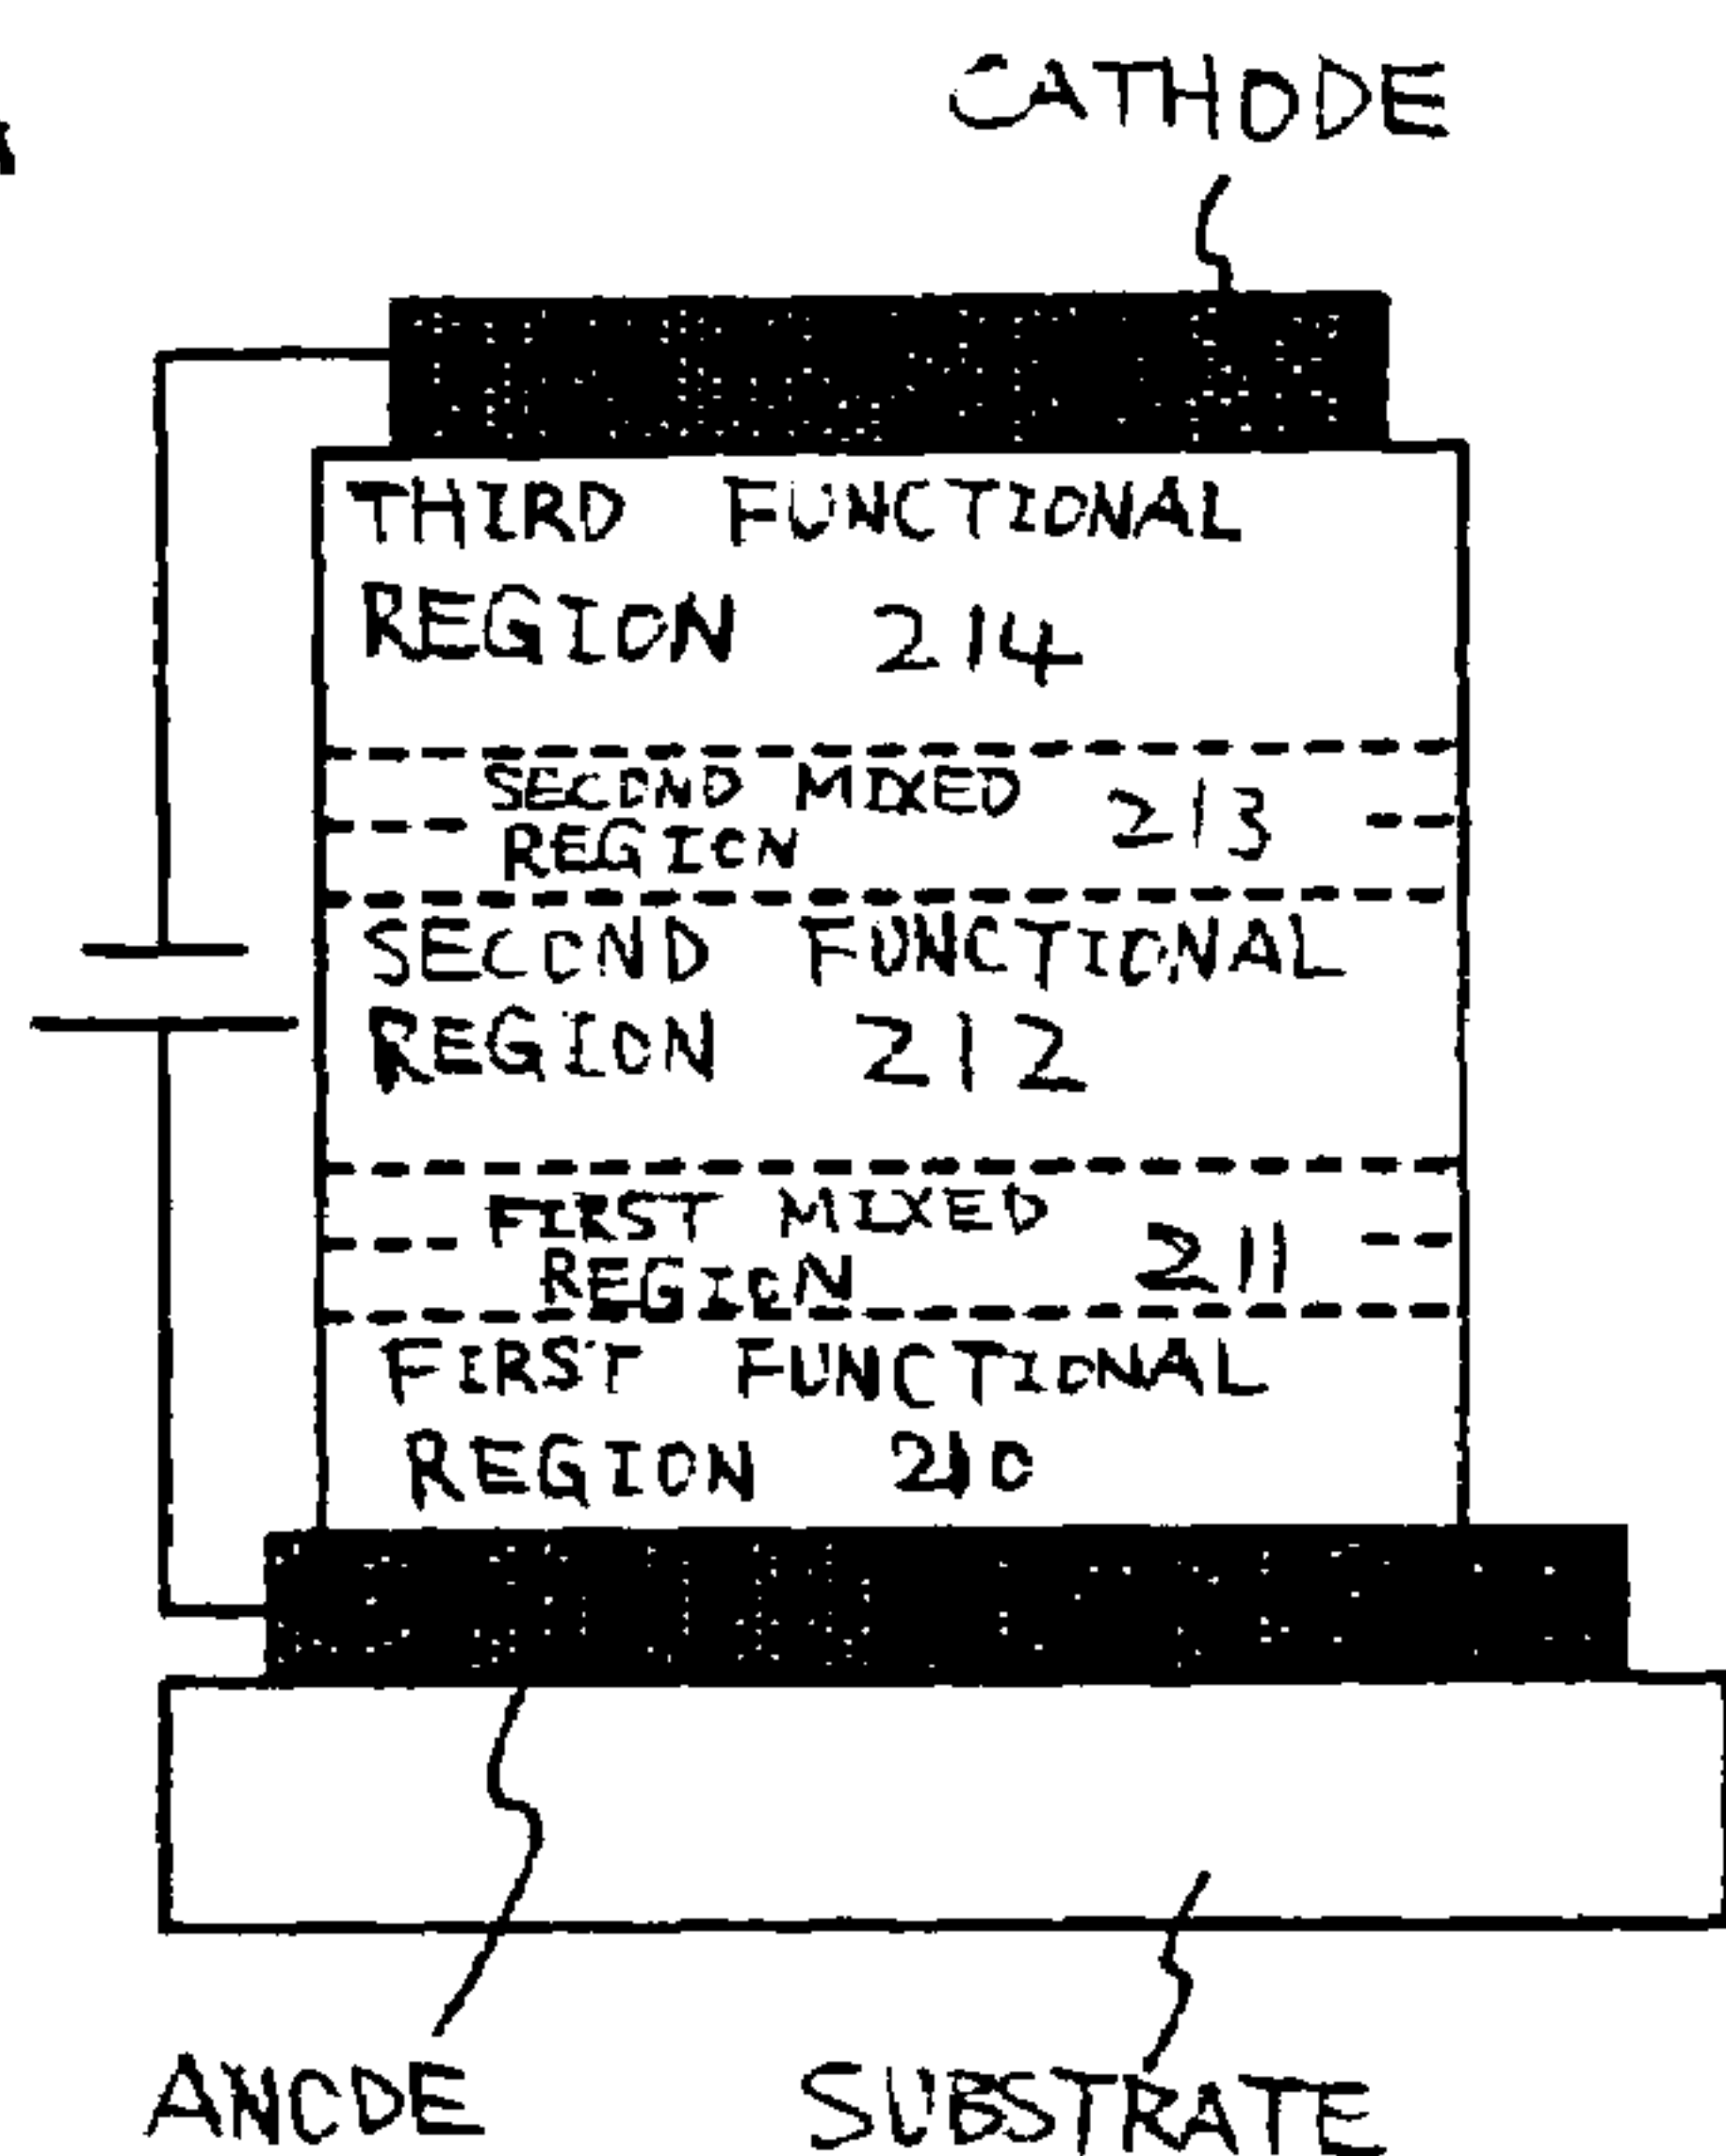 CATHODE
THIRD FUNCTIONAL
REGION 214
SECOND MIXED
REGION 213
SECOND FUNCTIONAL
REGION 212
FIRST MIXED
REGION 211
FIRST FUNCTIONAL
REGION 210
ANODE
SUBSTRATE